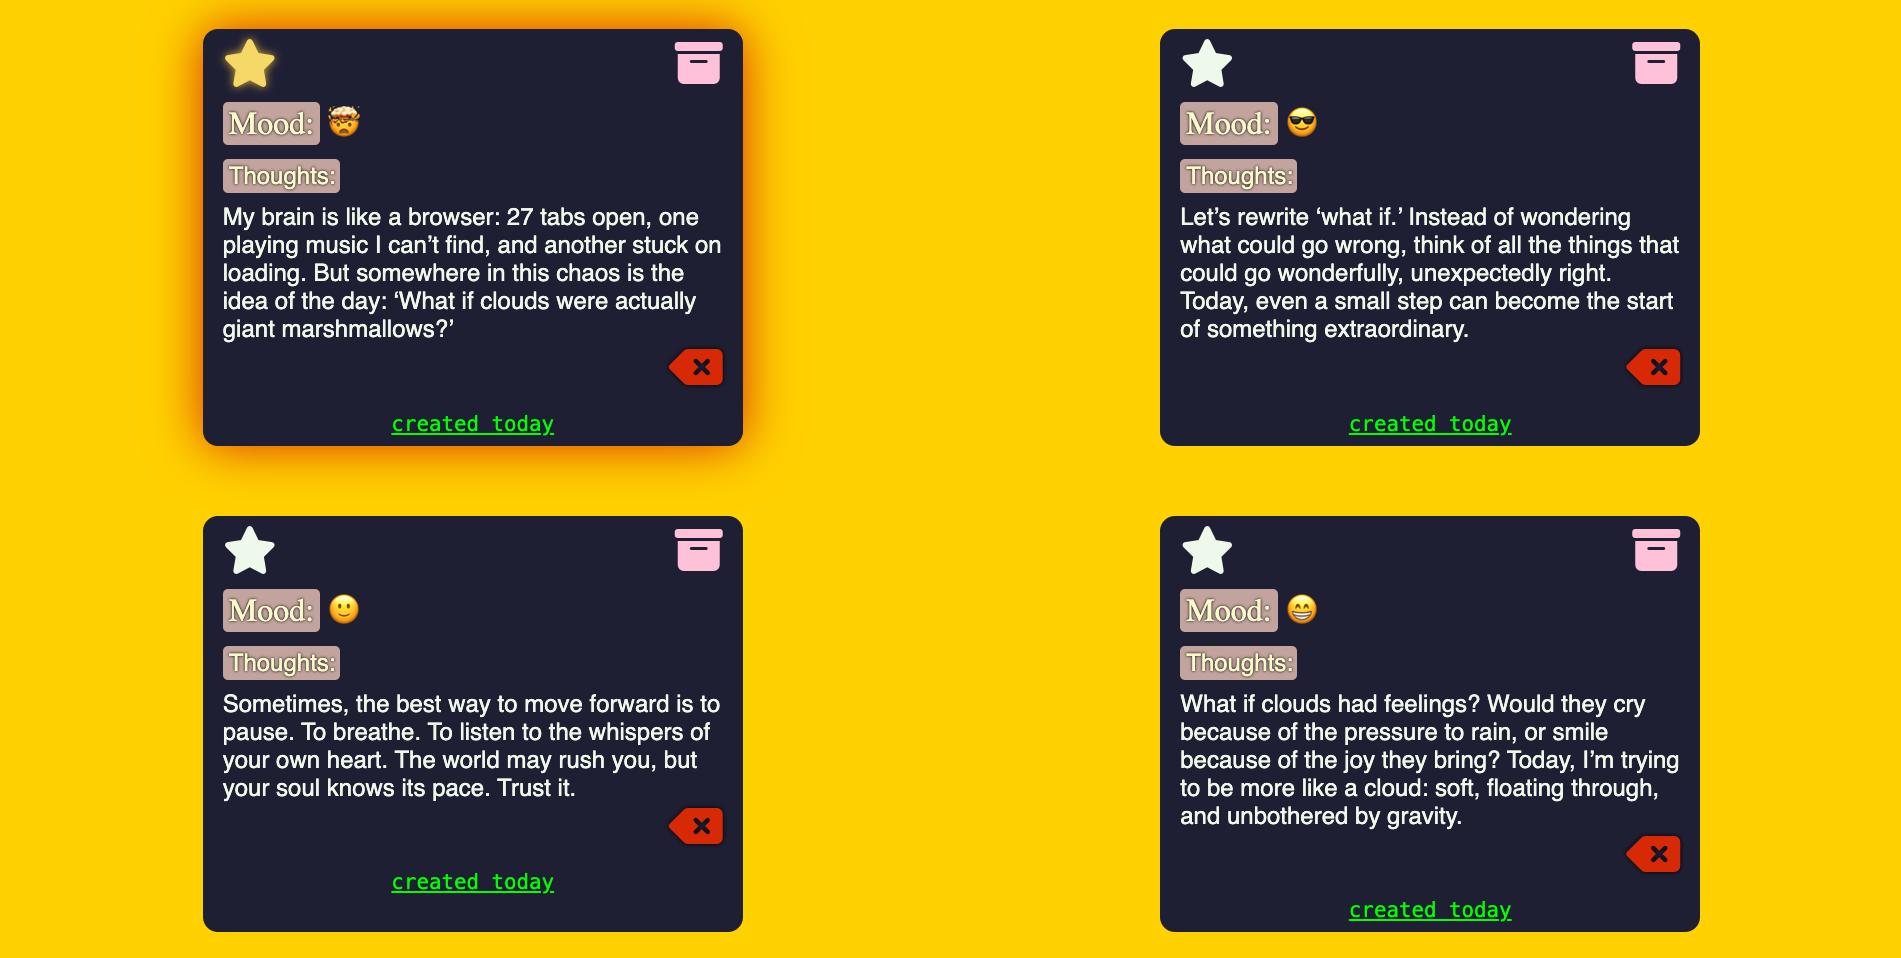 Mood: 🤯
Thoughts:
My brain is like a browser: 27 tabs open, one
playing music I can’t find, and another stuck on
loading. But somewhere in this chaos is the
idea of the day: ‘What if clouds were actually
giant marshmallows?’
created today
Mood: 😎
Thoughts:
Let’s rewrite ‘what if.’ Instead of wondering
what could go wrong, think of all the things that
could go wonderfully, unexpectedly right.
Today, even a small step can become the start
of something extraordinary.
created today
Mood: 🙂
Thoughts:
Sometimes, the best way to move forward is to
pause. To breathe. To listen to the whispers of
your own heart. The world may rush you, but
your soul knows its pace. Trust it.
created today
Mood: 😁
Thoughts:
What if clouds had feelings? Would they cry
because of the pressure to rain, or smile
because of the joy they bring? Today, I’m trying
to be more like a cloud: soft, floating through,
and unbothered by gravity.
created today